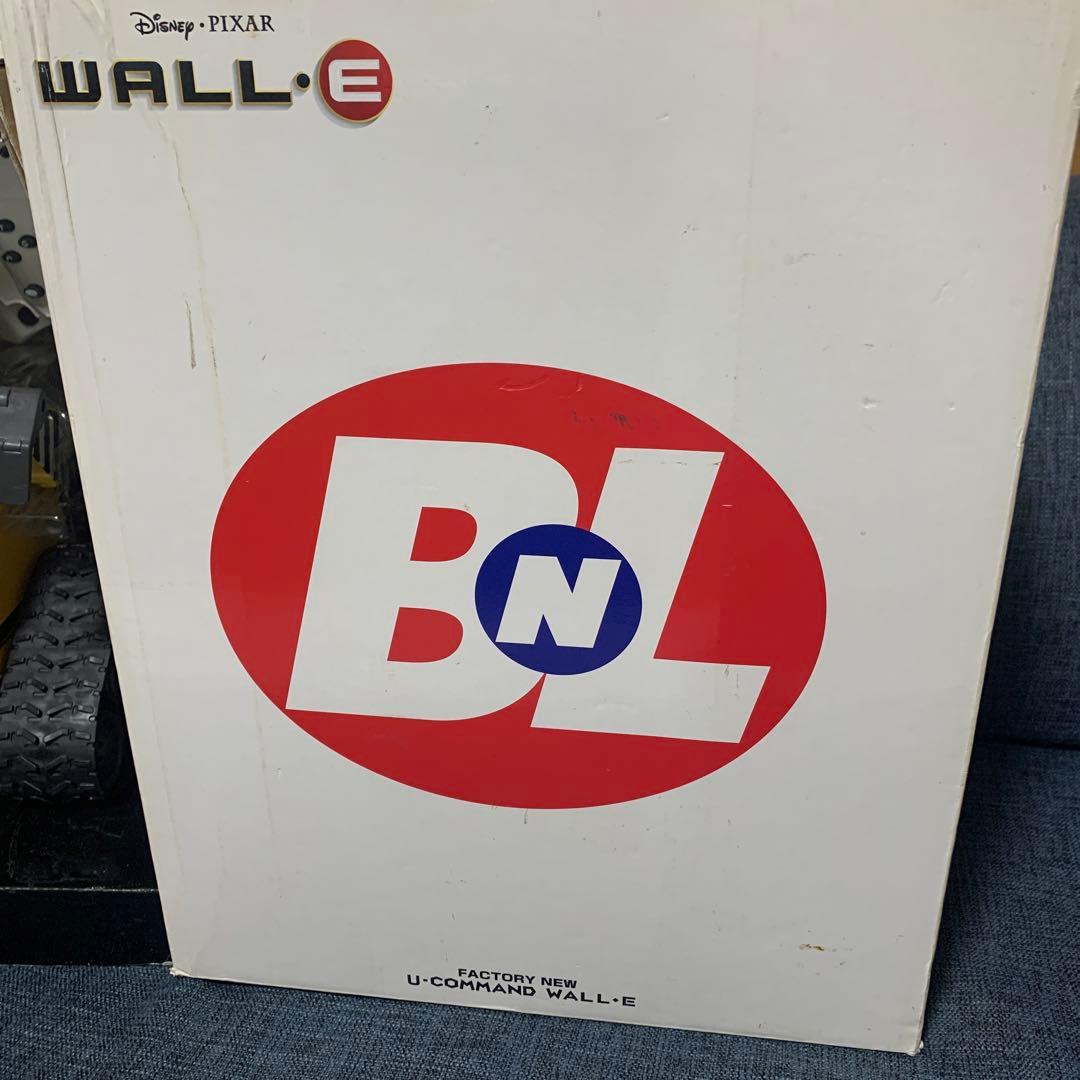 Disney • PIXAR
WALL•E
BNL
FACTORY NEW
U-COMMAND WALL•E